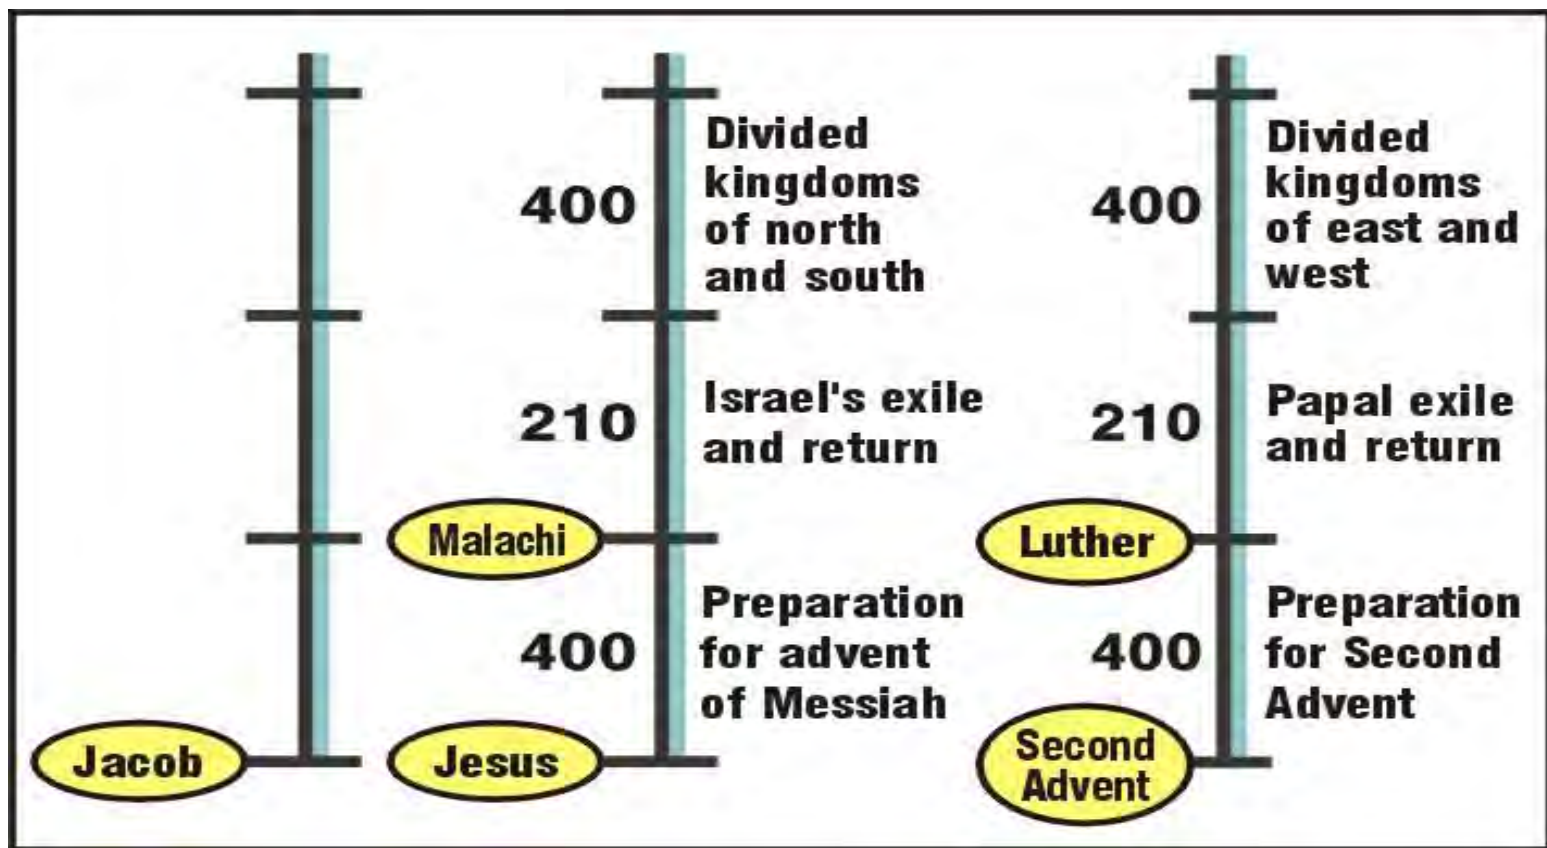 400
Divided
kingdoms
of north
and south
210
Israel's exile
and return
Malachi
400
Preparation
for advent
of Messiah
Jacob
Jesus
400
Divided
kingdoms
of east and
west
210
Papal exile
and return
Luther
400
Preparation
for Second
Advent
Second
Advent